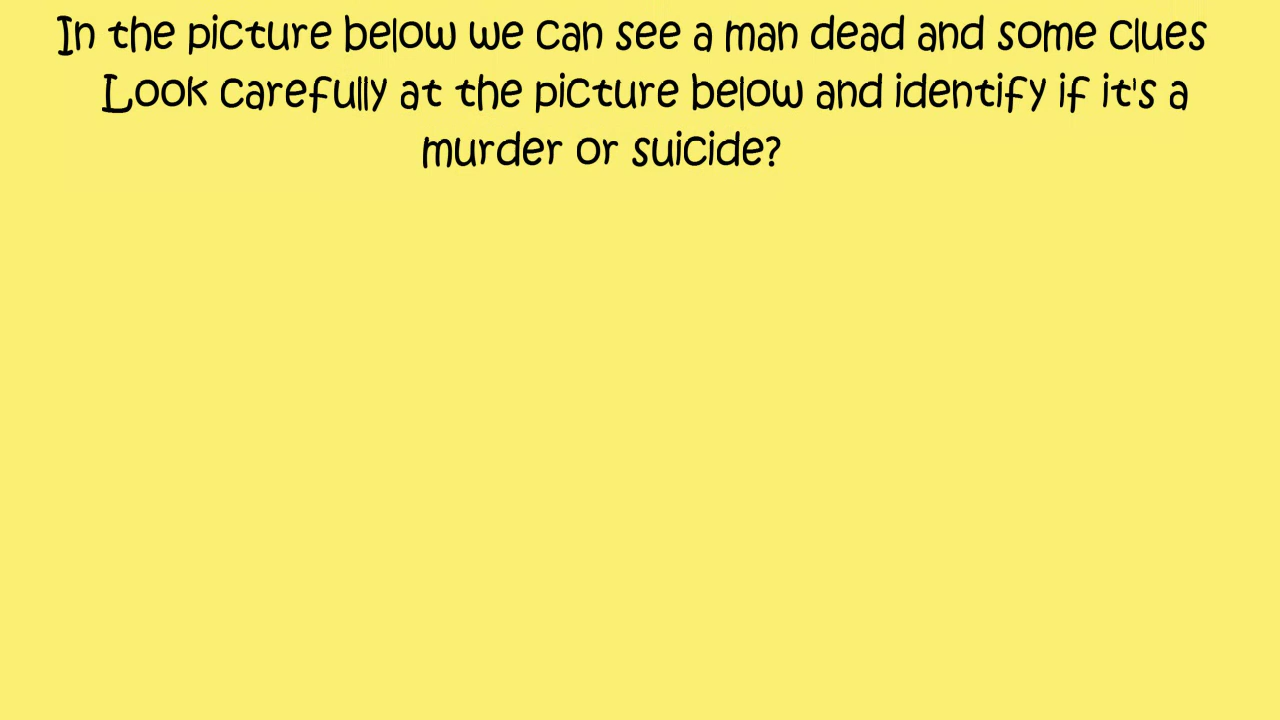 In the picture below we can see a man dead and some clues
Look carefully at the picture below and identify if it's a
murder or suicide?